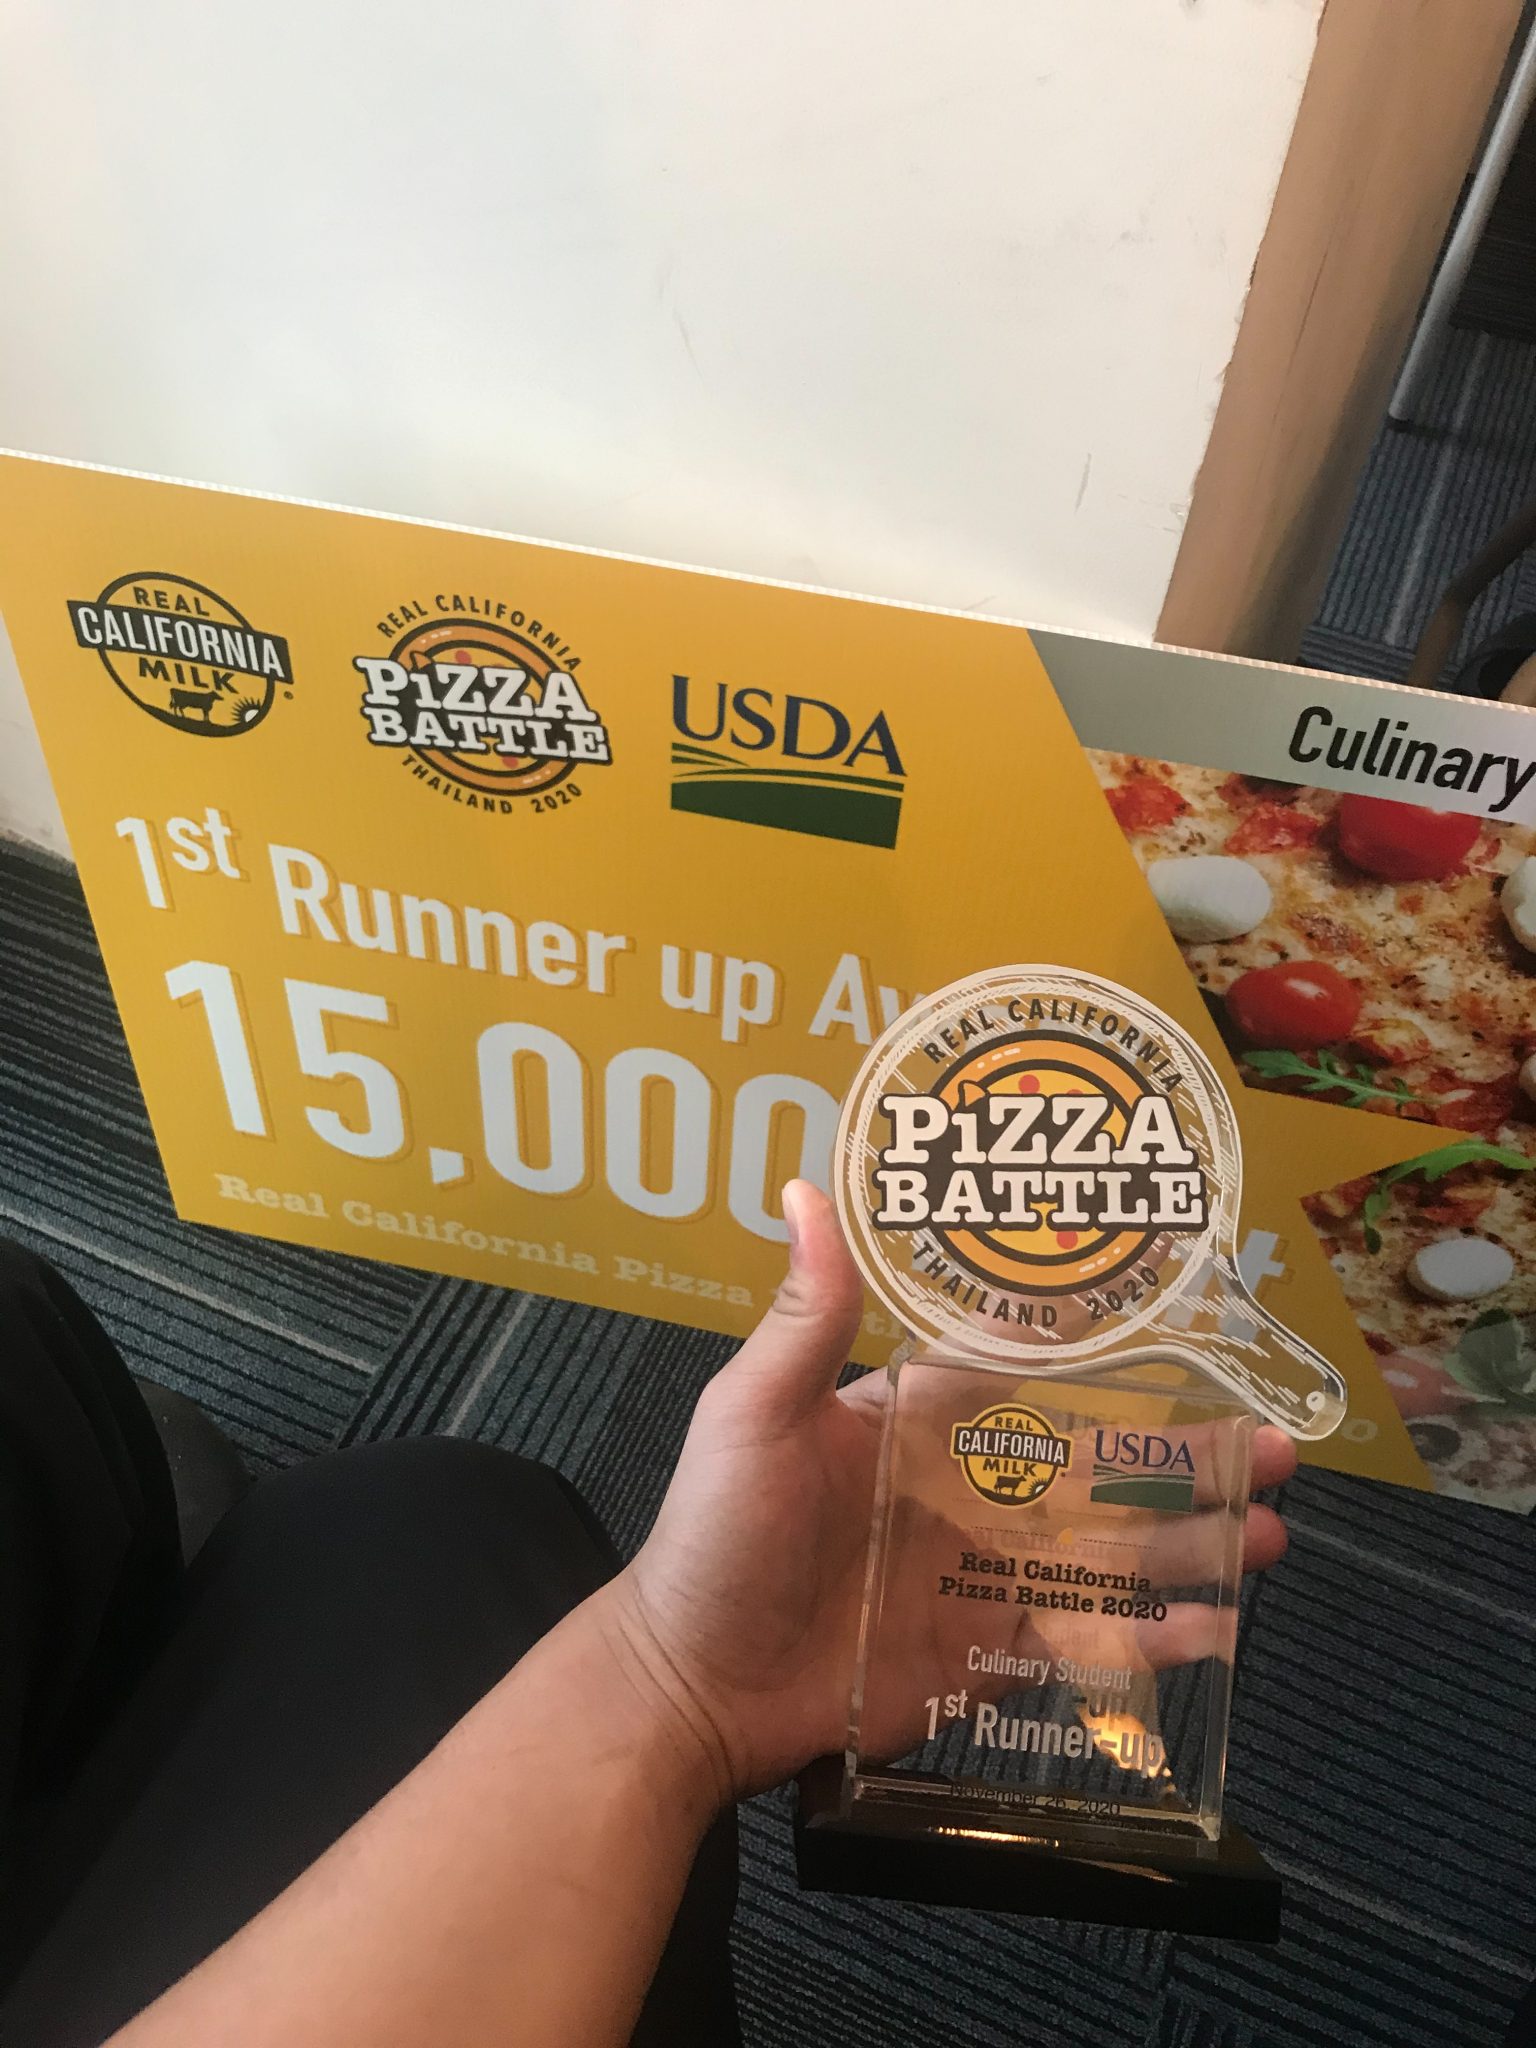 REAL
CALIFORNIA
MILK
REAL CALIFORNIA
PiZZA
BATTLE
THAILAND 2020
USDA
Culinary
1st Runner up
15,000
Real California Pizza
REAL CALIFORNIA
PiZZA
BATTLE
THAILAND 2020
REAL
CALIFORNIA
MILK
USDA
Real California
Pizza Battle 2020
Culinary Student
1st Runner-up
November 26, 2020